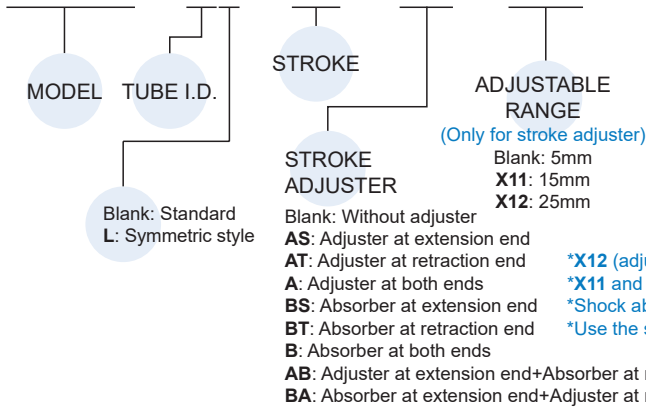 MODEL
TUBE I.D.
STROKE
ADJUSTABLE
RANGE
(Only for stroke adjuster)
Blank: 5mm
X11: 15mm
X12: 25mm
Blank: Standard
L: Symmetric style
STROKE
ADJUSTER
Blank: Without adjuster
AS: Adjuster at extension end
AT: Adjuster at retraction end
A: Adjuster at both ends
BS: Absorber at extension end
BT: Absorber at retraction end
B: Absorber at both ends
AB: Adjuster at extension end+Absorber at
BA: Absorber at extension end+Adjuster at
*X12
*X11 and
*Shock
*Use the